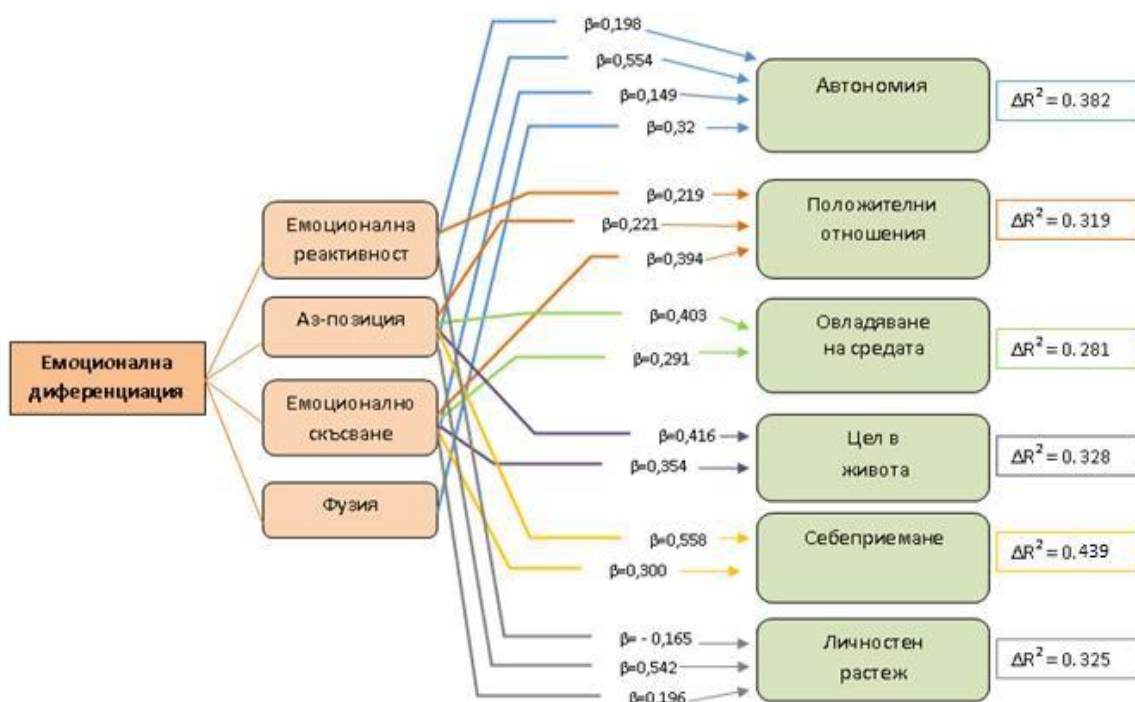 Емоционална
диференциация
Емоционална
реактивност
Аз-позиция
Емоционално
скъсване
Фузия
β=0,198
β=0,554
β=0,149
β=0,32
β=0,219
β=0,221
β=0,394
β=0,403
β=0,291
β=0,416
β=0,354
β=0,558
β=0,300
β= - 0,165
β=0,542
β=0,196
Автономия
ΔR² = 0.382
Положителни
отношения
ΔR² = 0.319
Овладяване
на средата
ΔR² = 0.281
Цел в
живота
ΔR² = 0.328
Себеприемане
ΔR² = 0.439
Личностен
растеж
ΔR² = 0.325